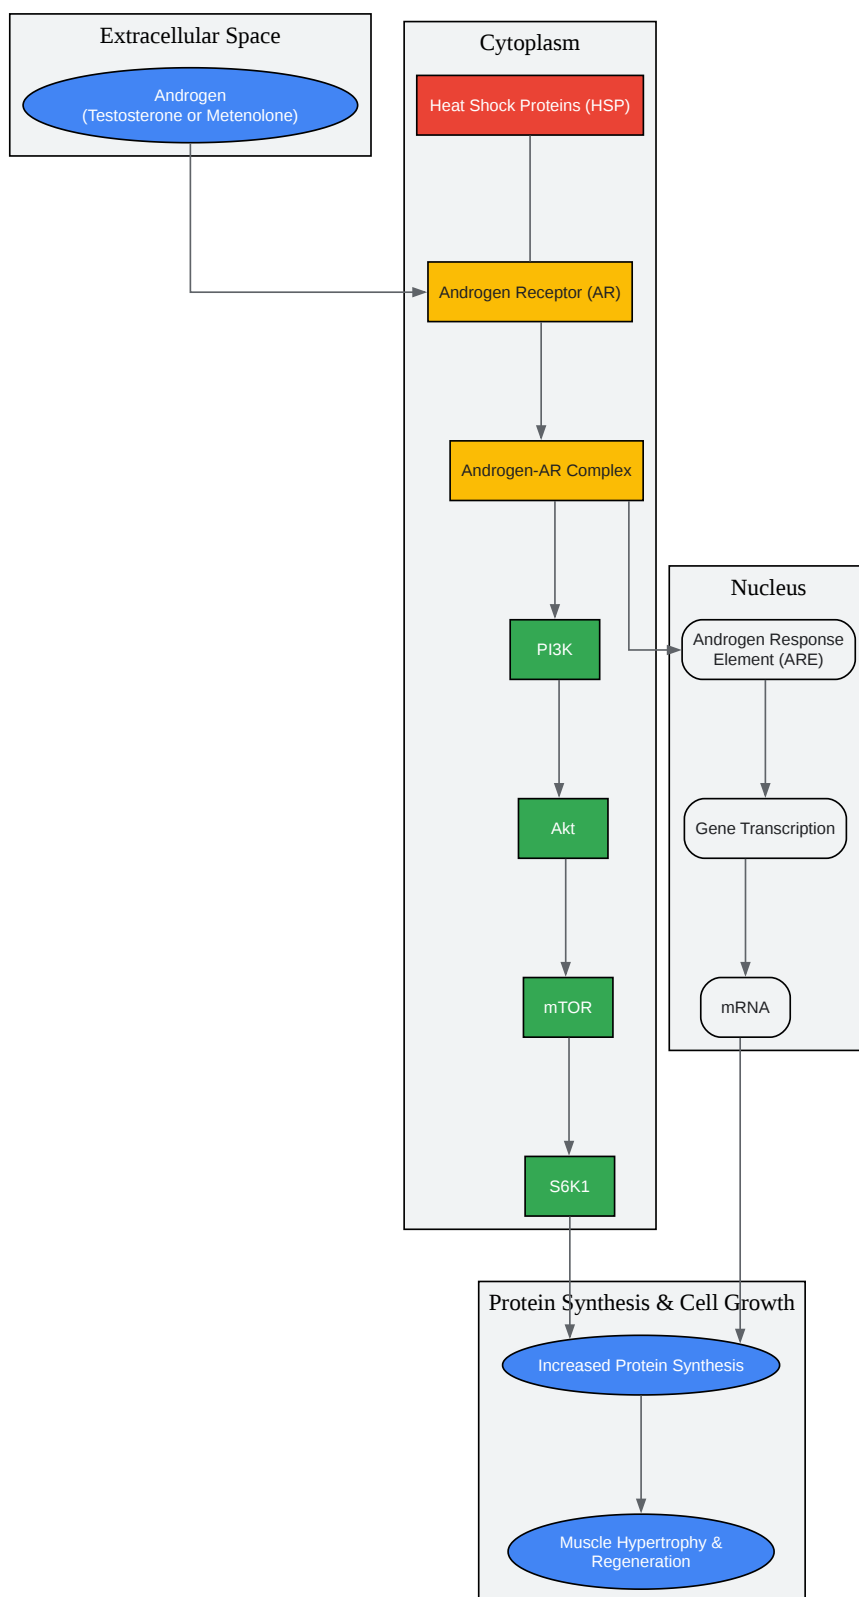 Extracellular Space
Androgen
(Testosterone or Metenolone)
Cytoplasm
Heat Shock Proteins (HSP)
Androgen Receptor (AR)
Androgen-AR Complex
PI3K
Akt
mTOR
S6K1
Nucleus
Androgen Response
Element (ARE)
Gene Transcription
mRNA
Protein Synthesis & Cell Growth
Increased Protein Synthesis
Muscle Hypertrophy &
Regeneration